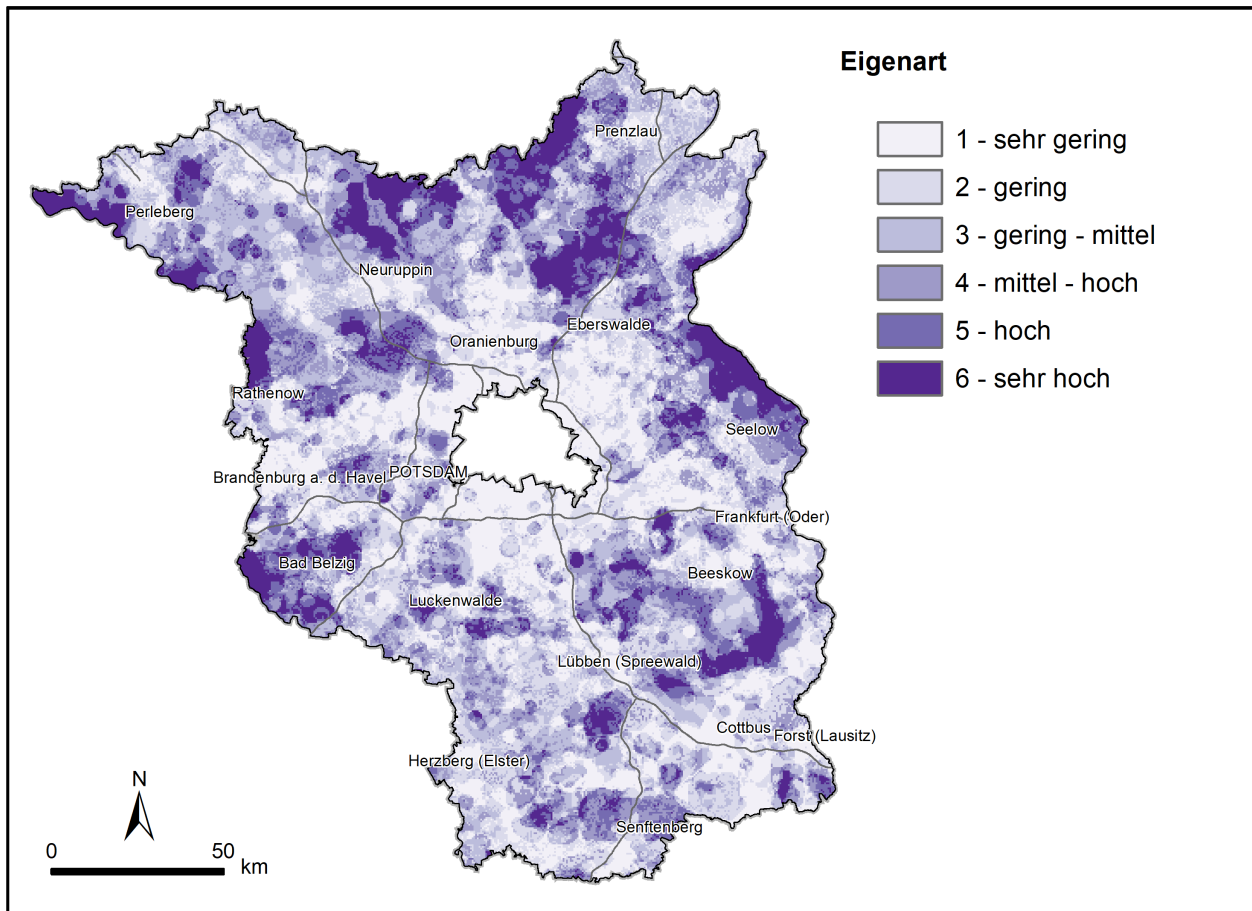 Eigenart
1 - sehr gering
2 - gering
3 - gering - mittel
4 - mittel - hoch
5 - hoch
6 - sehr hoch
Prenzlau
Perleberg
Neuruppin
Eberswalde
Oranienburg
Rathenow
Seelow
Brandenburg a. d. Havel
POTSDAM
Frankfurt (Oder)
Bad Belzig
Beeskow
Luckenwalde
Lübben (Spreewald)
Cottbus
Forst (Lausitz)
Herzberg (Elster)
Senftenberg
N
0 50
km